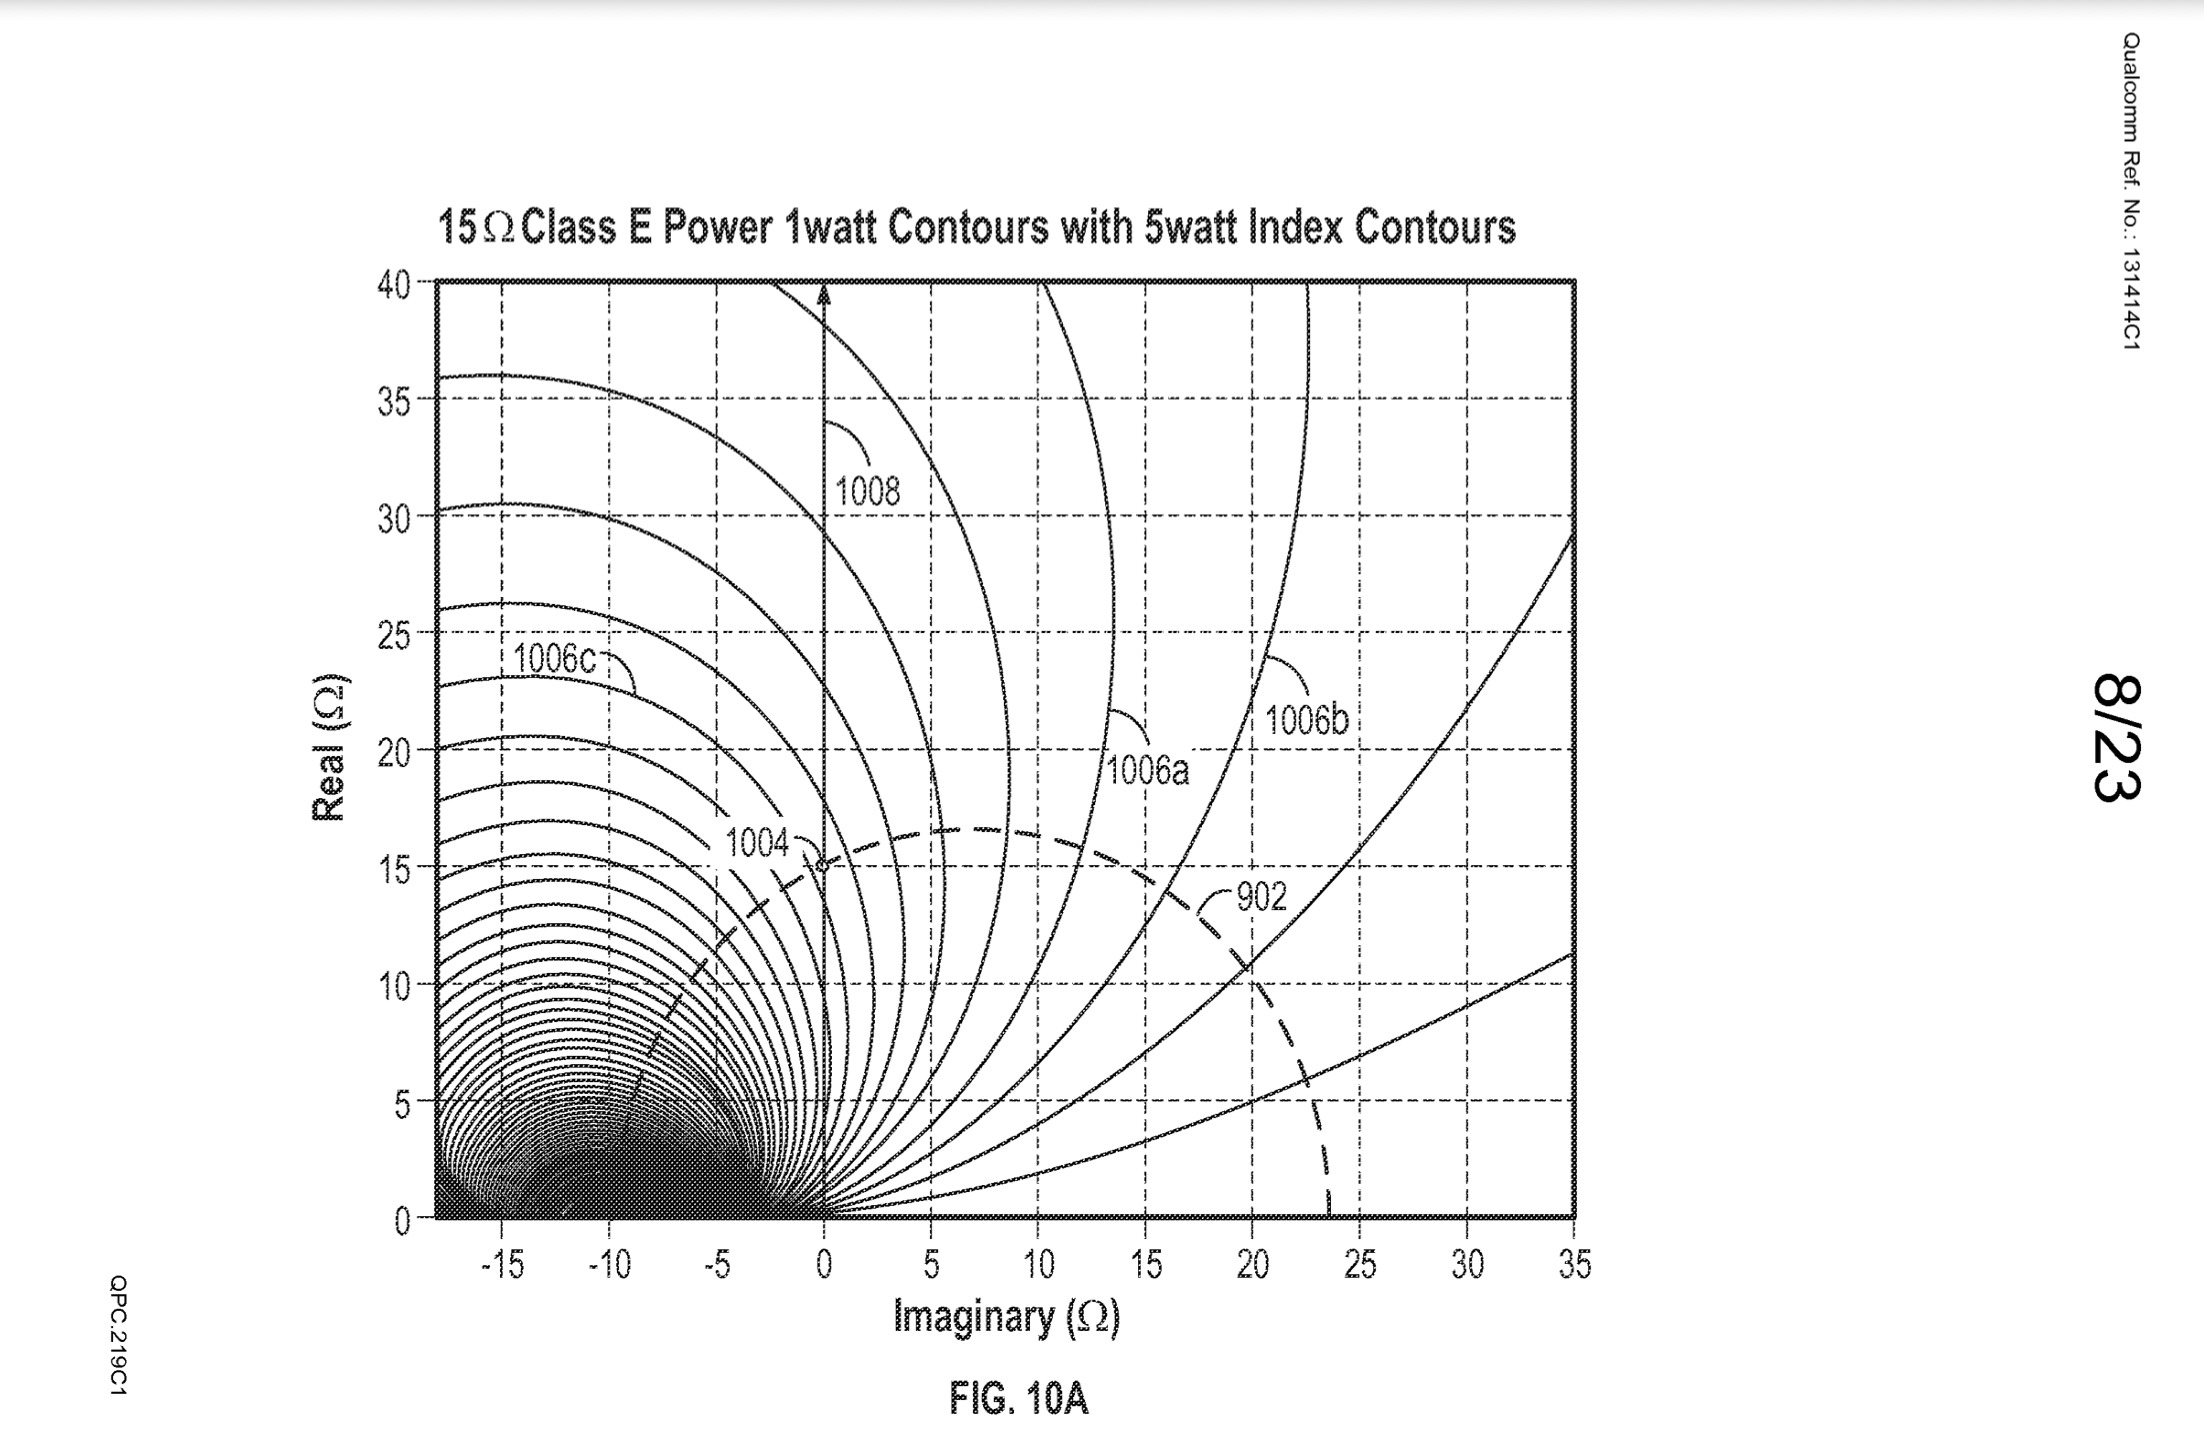 Qualcomm Ref. No.: 131414C1
8/23
QPC.219C1
15Ω Class E Power 1watt Contours with 5watt Index Contours
Real (Ω)
40
35
30
25
20
15
10
5
0
1008
1006c
1006b
1006a
1004
902
-15 -10 -5 0 5 10 15 20 25 30 35
Imaginary (Ω)
FIG. 10A